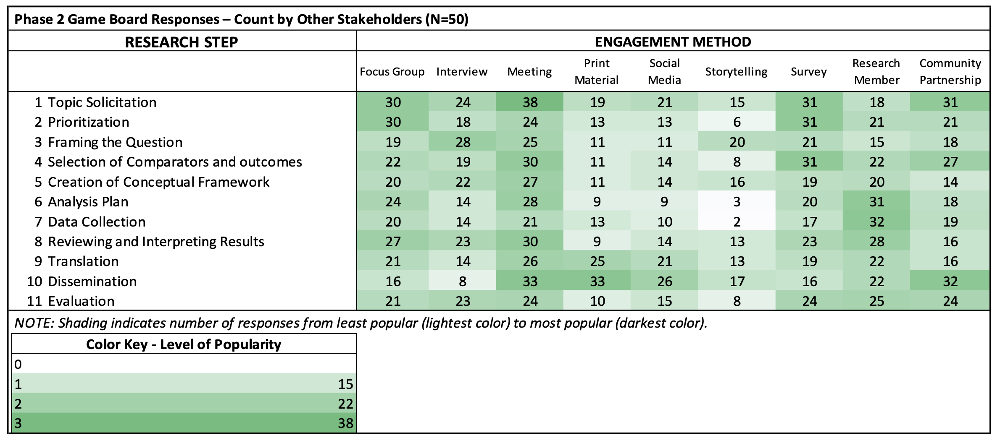 Phase 2 Game Board Responses – Count by Other Stakeholders (N=50)
RESEARCH STEP ENGAGEMENT METHOD
Focus Group Interview Meeting Print Material Social Media Storytelling Survey Research Member Community Partnership
1 Topic Solicitation 30 24 38 19 21 15 31 18 31
2 Prioritization 30 18 24 13 13 6 31 21 21
3 Framing the Question 19 28 25 11 11 20 21 15 18
4 Selection of Comparators and outcomes 22 19 30 11 14 8 31 22 27
5 Creation of Conceptual Framework 20 22 27 11 14 16 19 20 14
6 Analysis Plan 24 14 28 9 9 3 20 31 18
7 Data Collection 20 14 21 13 10 2 17 32 19
8 Reviewing and Interpreting Results 27 23 30 9 14 13 23 28 16
9 Translation 21 14 26 25 21 13 19 22 16
10 Dissemination 16 8 33 33 26 17 16 22 32
11 Evaluation 21 23 24 10 15 8 24 25 24
NOTE: Shading indicates number of responses from least popular (lightest color) to most popular (darkest color).
Color Key - Level of Popularity
0
1 15
2 22
3 38